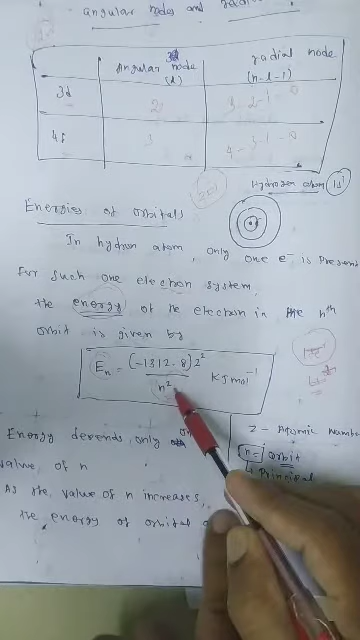 Angular nodes and radial
Angular node
(l)
radial node
(n-l-1)
3d
2
3-2-1=0
4f
3
4-3-1=0
Hydrogen atom 1s¹
Energies of orbitals
In hydron atom, only one e⁻ is present
For such one electron system,
the energy of the electron in the nth
orbit is given by
En = (-1312.8)Z² / n² KJmol⁻¹
Z - Atomic number
n = orbit
Principal
Energy depends only on
value of n
As the value of n increases,
the energy of orbital